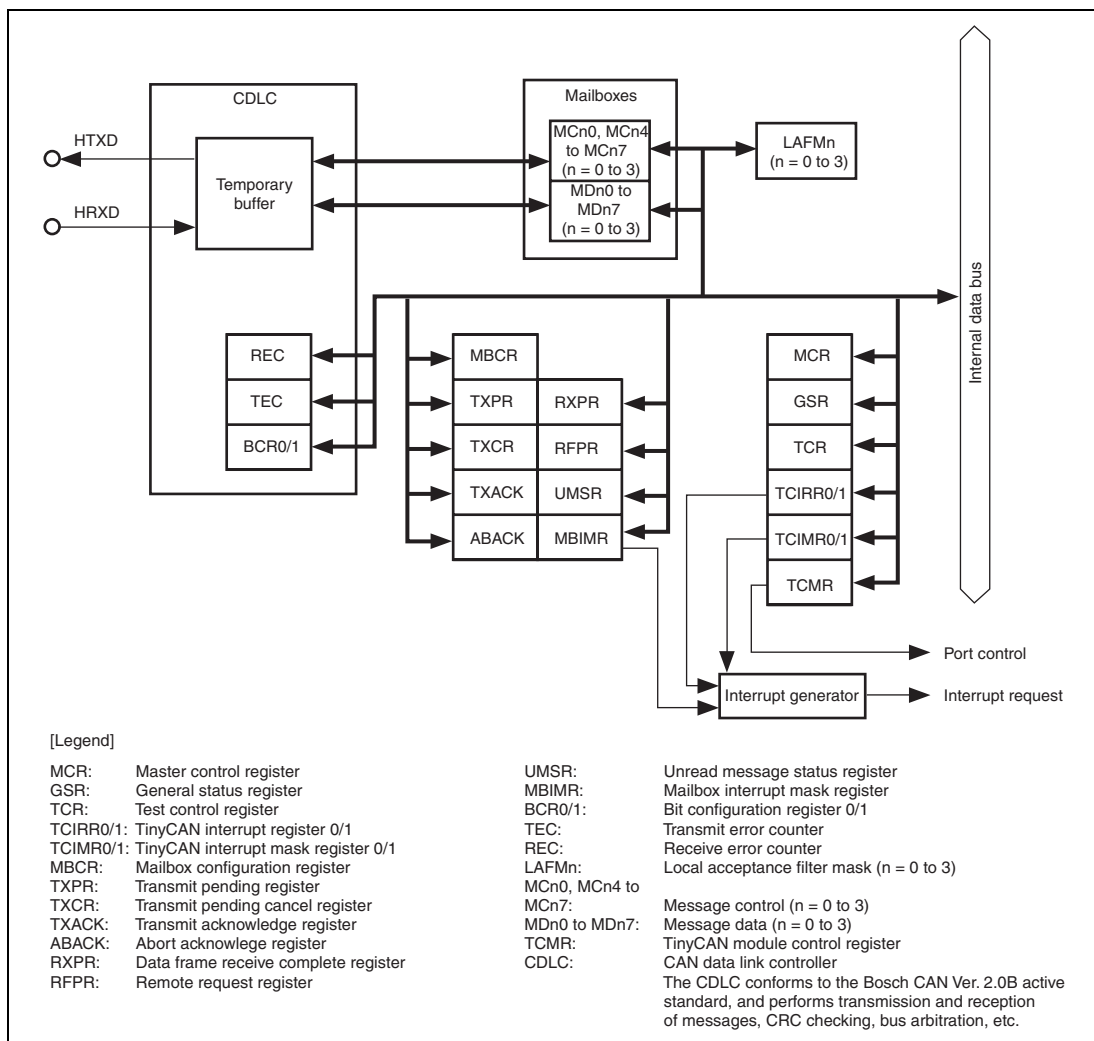 CDLC
Mailboxes
HTXD
HRXD
Temporary
buffer
MCn0, MCn4
to MCn7
(n = 0 to 3)
MDn0 to
MDn7
(n = 0 to 3)
LAFMn
(n = 0 to 3)
Internal data bus
REC
TEC
BCR0/1
MBCR
TXPR
RXPR
TXCR
RFPR
TXACK
UMSR
ABACK
MBIMR
MCR
GSR
TCR
TCIRR0/1
TCIMR0/1
TCMR
Port control
Interrupt generator
Interrupt request
[Legend]
MCR: Master control register
GSR: General status register
TCR: Test control register
TCIRR0/1: TinyCAN interrupt register 0/1
TCIMR0/1: TinyCAN interrupt mask register 0/1
MBCR: Mailbox configuration register
TXPR: Transmit pending register
TXCR: Transmit pending cancel register
TXACK: Transmit acknowledge register
ABACK: Abort acknowlege register
RXPR: Data frame receive complete register
RFPR: Remote request register
UMSR: Unread message status register
MBIMR: Mailbox interrupt mask register
BCR0/1: Bit configuration register 0/1
TEC: Transmit error counter
REC: Receive error counter
LAFMn: Local acceptance filter mask (n = 0 to 3)
MCn0, MCn4 to
MCn7: Message control (n = 0 to 3)
MDn0 to MDn7: Message data (n = 0 to 3)
TCMR: TinyCAN module control register
CDLC: CAN data link controller
The CDLC conforms to the Bosch CAN Ver. 2.0B active
standard, and performs transmission and reception
of messages, CRC checking, bus arbitration, etc.